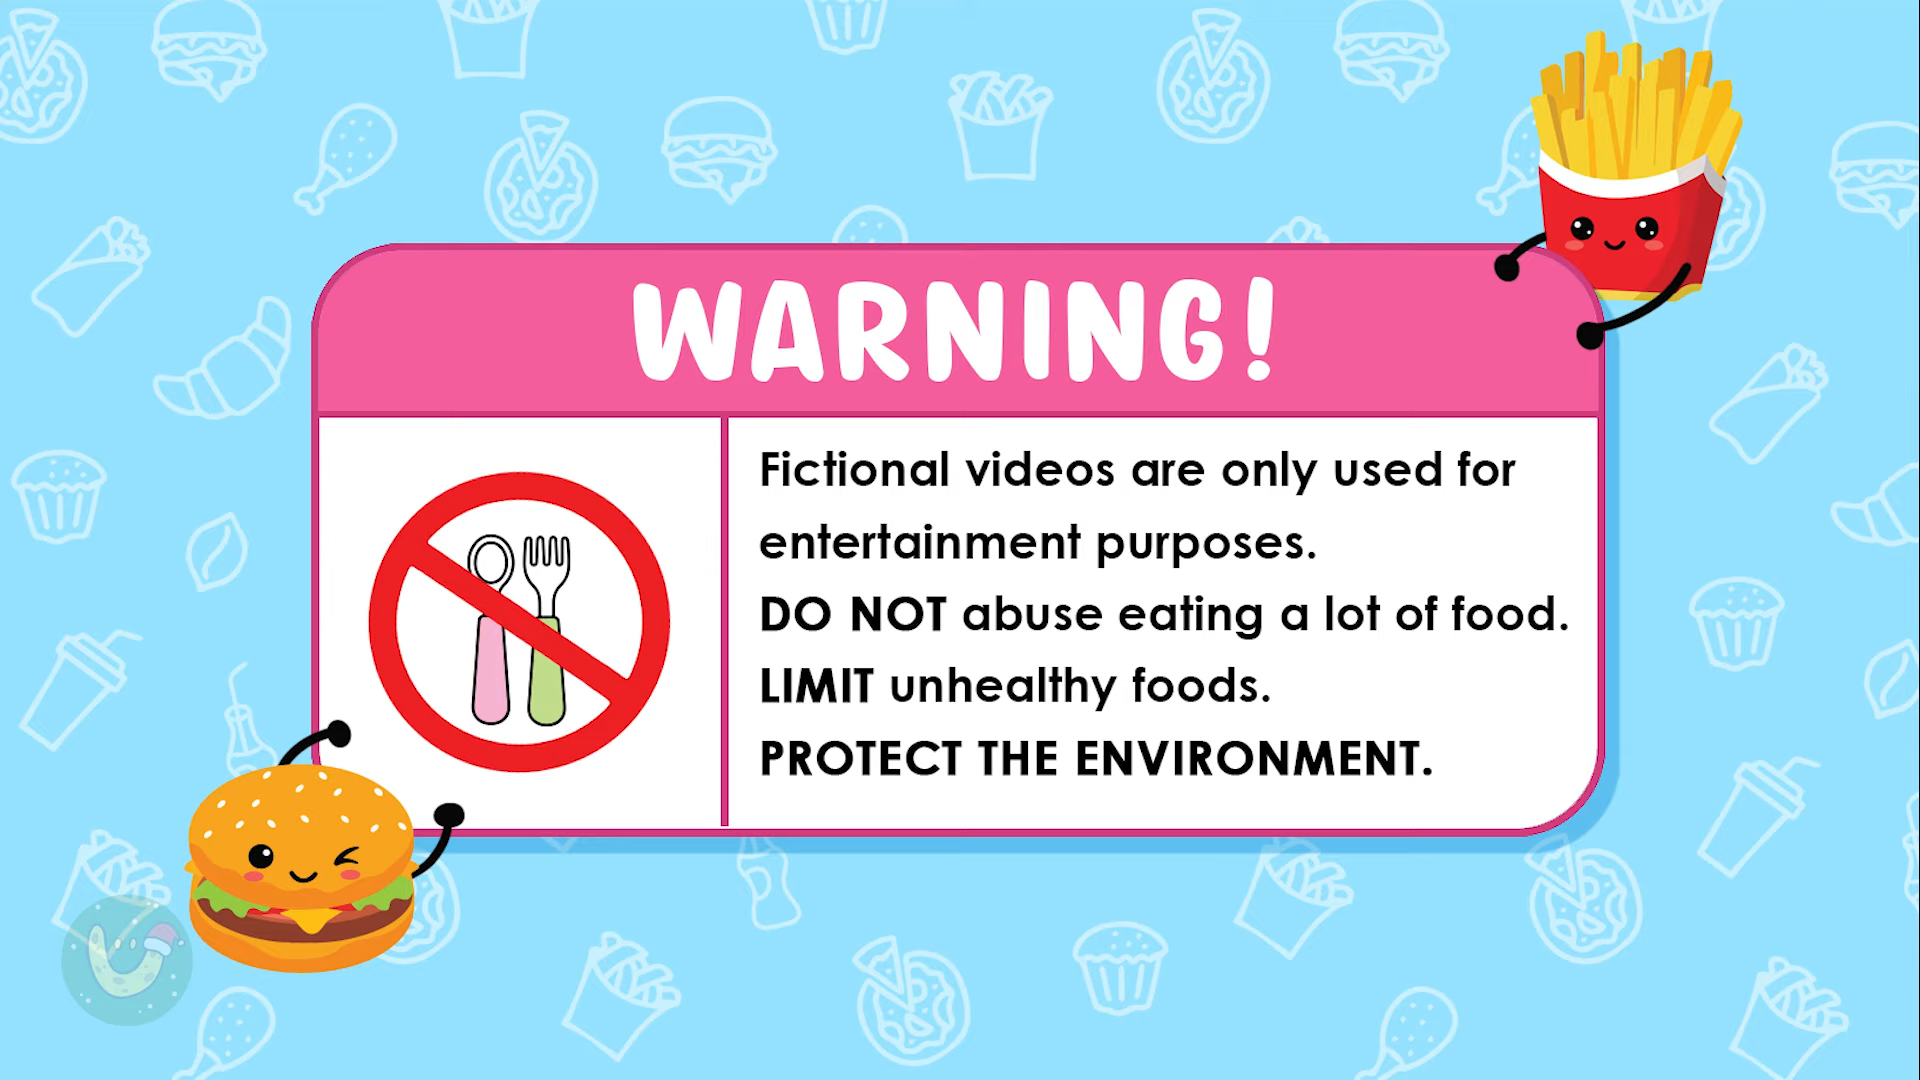 WARNING!
Fictional videos are only used for
entertainment purposes.
DO NOT abuse eating a lot of food.
LIMIT unhealthy foods.
PROTECT THE ENVIRONMENT.